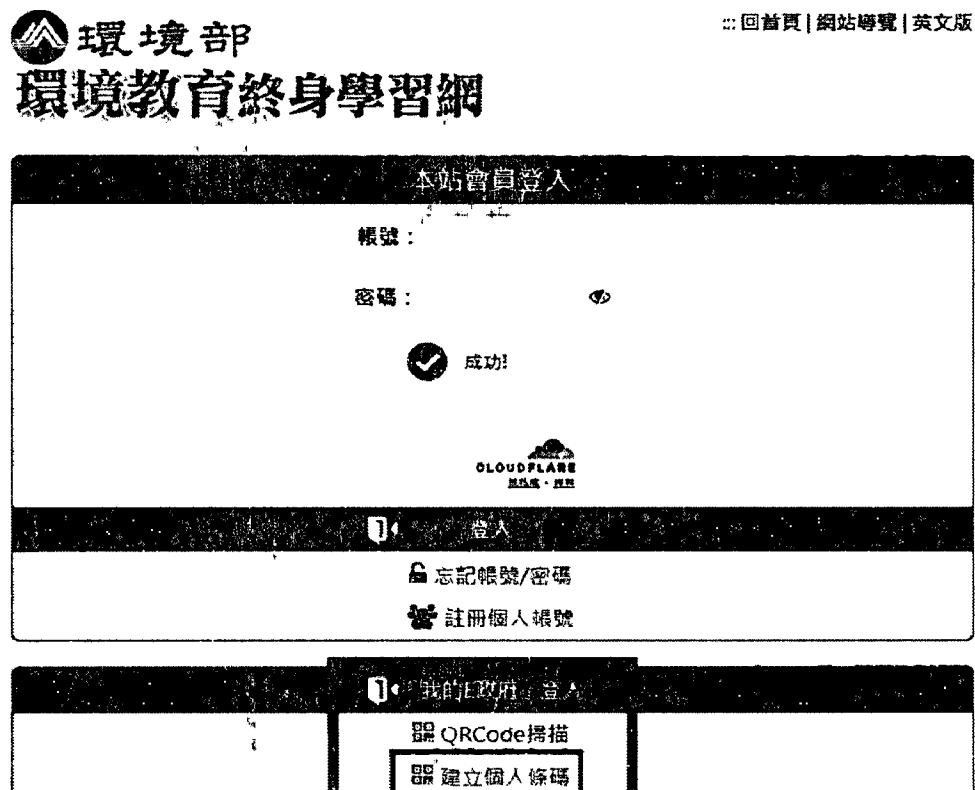 環境部
:::回首頁 | 網站導覽 | 英文版
環境教育終身學習網
本站會員登入
帳號：
密碼：
成功!
CLOUDFLARE
登入
忘記帳號/密碼
註冊個人帳號
我的E政府 登入
QRCode掃描
建立個人條碼